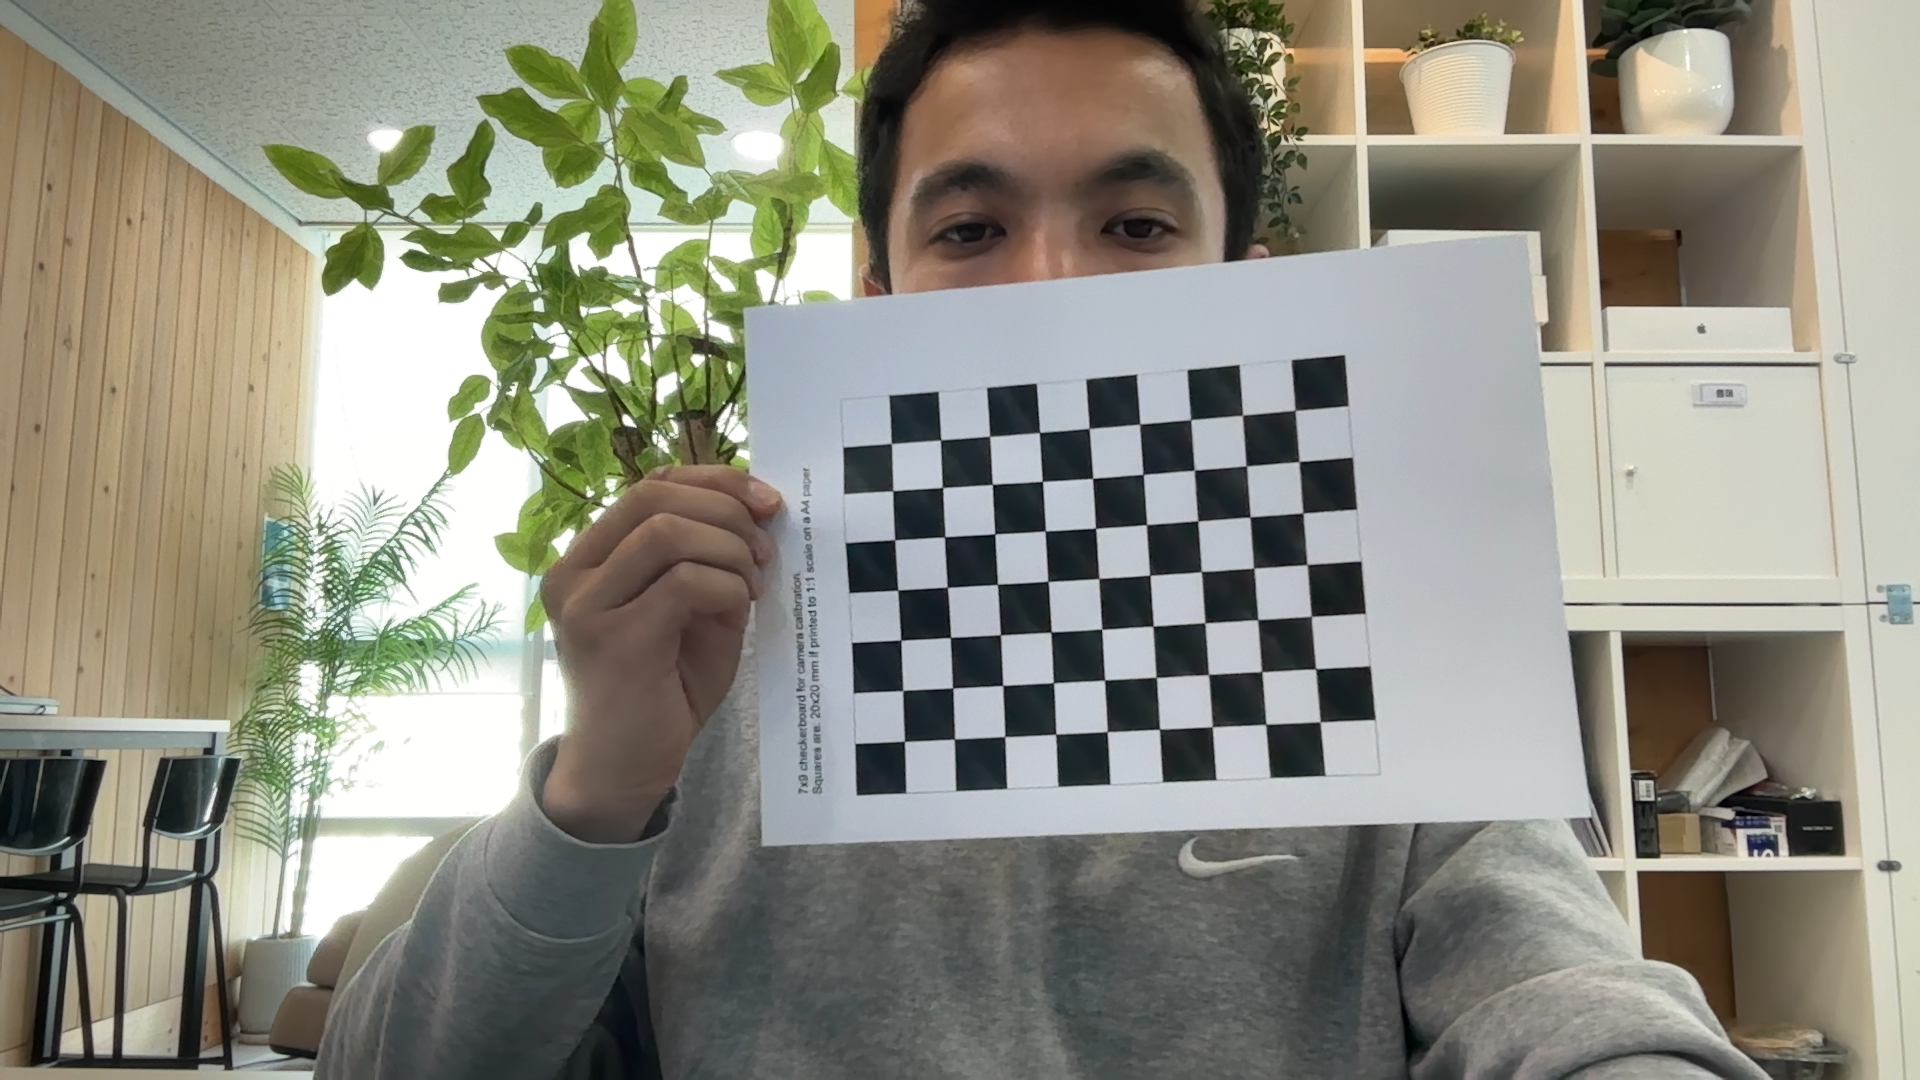 7x9 checkerboard for camera calibration.
Squares are: 20x20 mm if printed to 1:1 scale on a A4 paper.